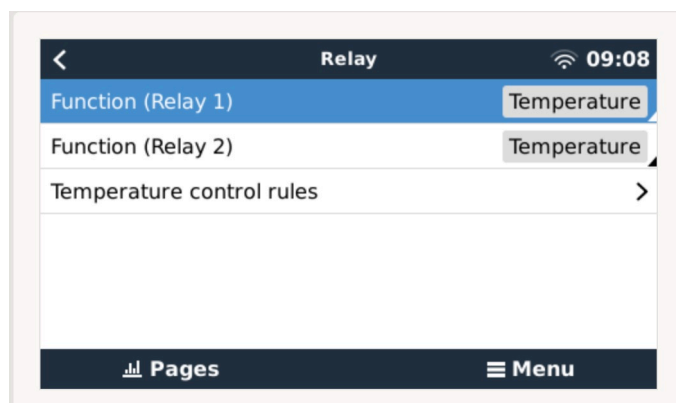 Relay 09:08
Function (Relay 1) Temperature
Function (Relay 2) Temperature
Temperature control rules
Pages Menu